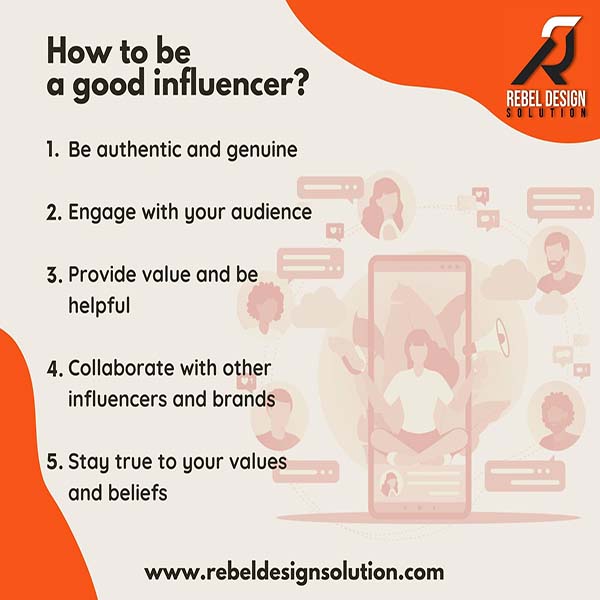 How to be
a good influencer?
REBEL DESIGN
SOLUTION
1. Be authentic and genuine
2. Engage with your audience
3. Provide value and be
helpful
4. Collaborate with other
influencers and brands
5. Stay true to your values
and beliefs
www.rebeldesignsolution.com